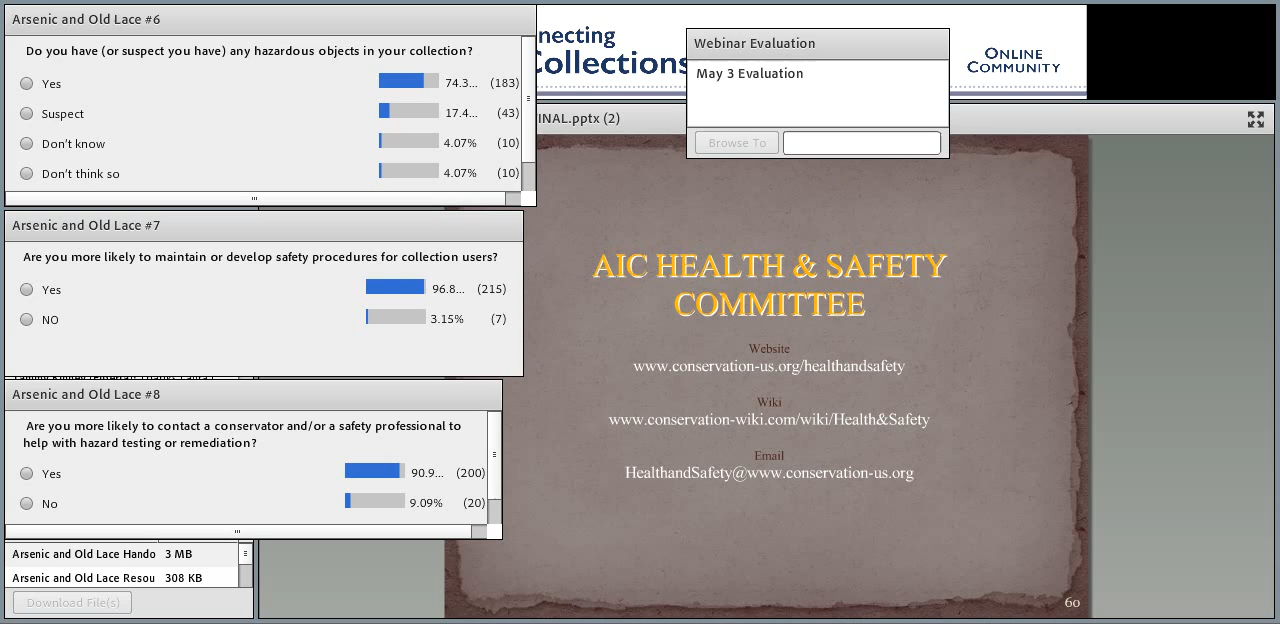 Arsenic and Old Lace #6
Do you have (or suspect you have) any hazardous objects in your collection?
Yes 74.3... (183)
Suspect 17.4... (43)
Don't know 4.07% (10)
Don't think so 4.07% (10)
Arsenic and Old Lace #7
Are you more likely to maintain or develop safety procedures for collection users?
Yes 96.8... (215)
NO 3.15% (7)
Arsenic and Old Lace #8
Are you more likely to contact a conservator and/or a safety professional to
help with hazard testing or remediation?
Yes 90.9... (200)
No 9.09% (20)
Arsenic and Old Lace Hando 3 MB
Arsenic and Old Lace Resou 308 KB
Download File(s)
necting
Collections
Webinar Evaluation
May 3 Evaluation
Browse To
ONLINE
COMMUNITY
INAL.pptx (2)
AIC HEALTH & SAFETY
COMMITTEE
Website
www.conservation-us.org/healthandsafety
Wiki
www.conservation-wiki.com/wiki/Health&Safety
Email
HealthandSafety@www.conservation-us.org
60